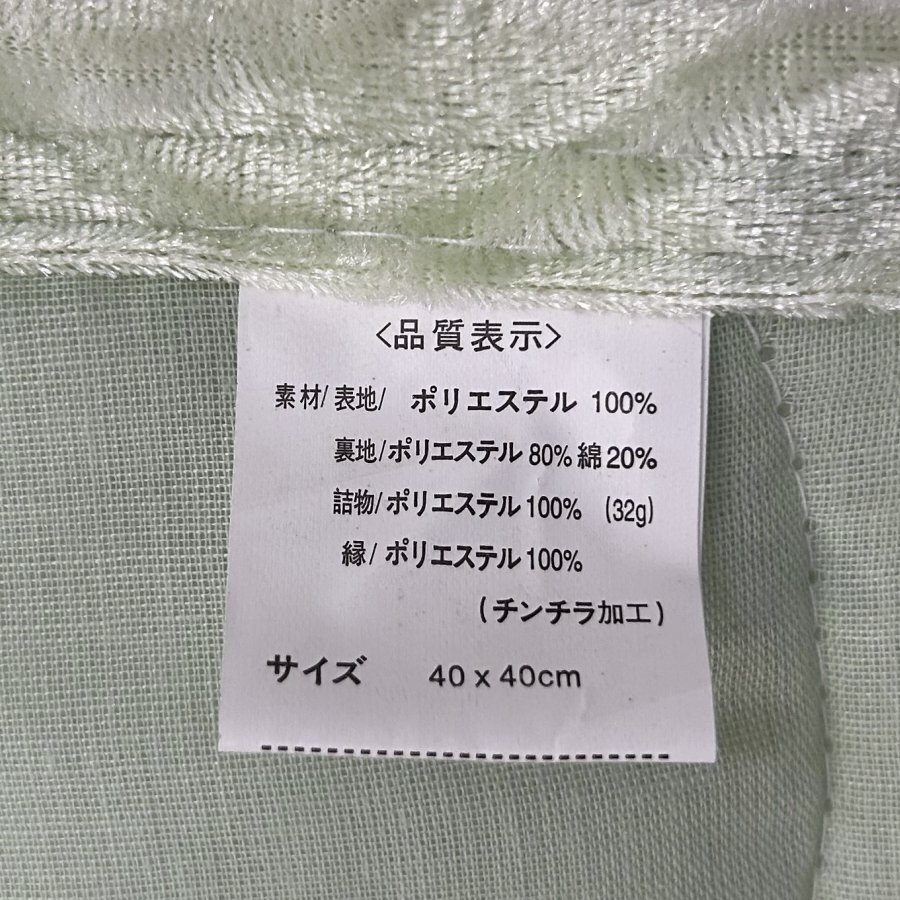 <品質表示>
素材/表地/ ポリエステル 100%
裏地/ポリエステル 80% 綿 20%
詰物/ポリエステル 100% (32g)
縁/ポリエステル 100%
(チンチラ加工)
サイズ 40 x 40cm